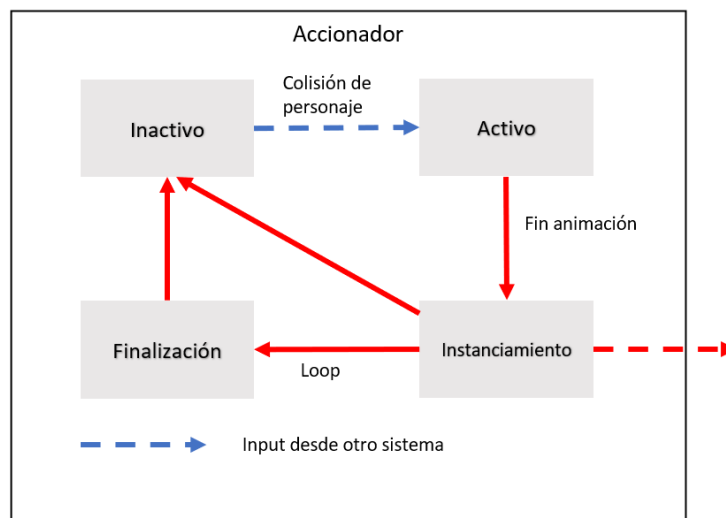 Accionador
Colisión de
personaje
Inactivo
Activo
Fin animación
Finalización
Instanciamiento
Loop
Input desde otro sistema